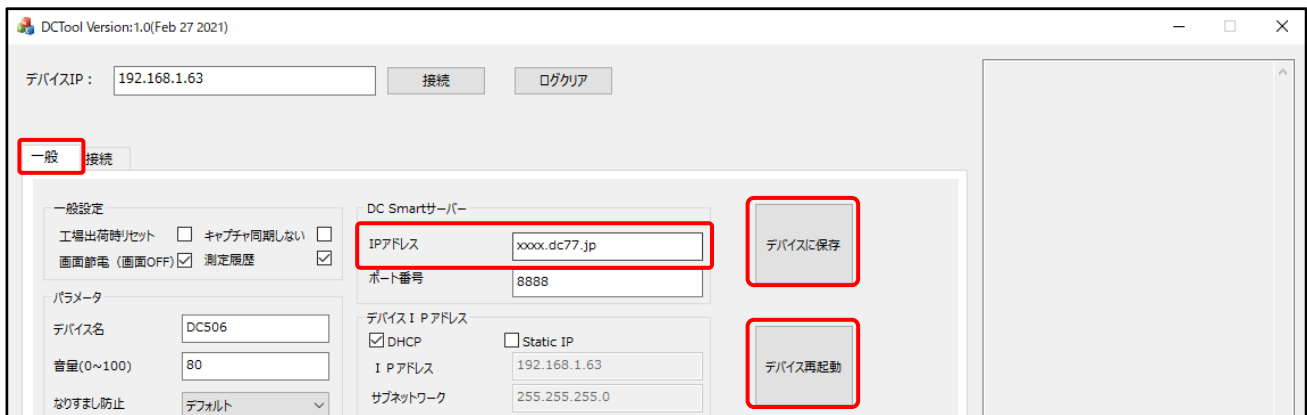 DCTool Version:1.0(Feb 27 2021)
デバイスIP： 192.168.1.63 接続 ログクリア
一般 接続
一般設定
工場出荷時リセット キャプチャ同期しない
画面節電（画面OFF) 測定履歴
パラメータ
デバイス名 DC506
音量(0~100) 80
なりすまし防止 デフォルト
DC Smartサーバー
IPアドレス xxxx.dc77.jp
ポート番号 8888
デバイスＩＰアドレス
DHCP Static IP
ＩＰアドレス 192.168.1.63
サブネットワーク 255.255.255.0
デバイスに保存
デバイス再起動